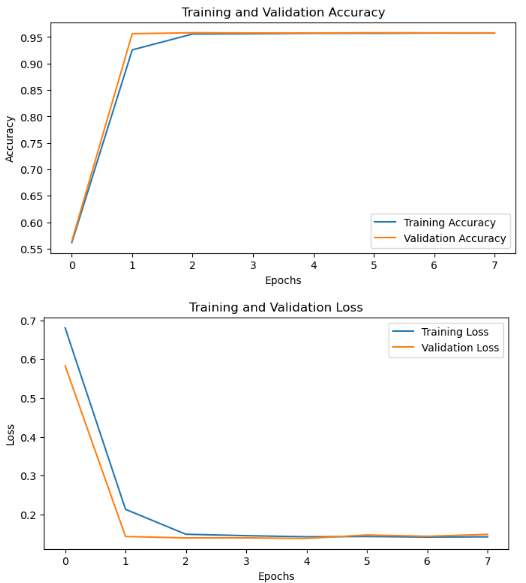 Training and Validation Accuracy
0.95
0.90
0.85
0.80
0.75
0.70
0.65
0.60
0.55
Accuracy
Training Accuracy
Validation Accuracy
0 1 2 3 4 5 6 7
Epochs
Training and Validation Loss
0.7
0.6
0.5
0.4
0.3
0.2
Loss
Training Loss
Validation Loss
0 1 2 3 4 5 6 7
Epochs